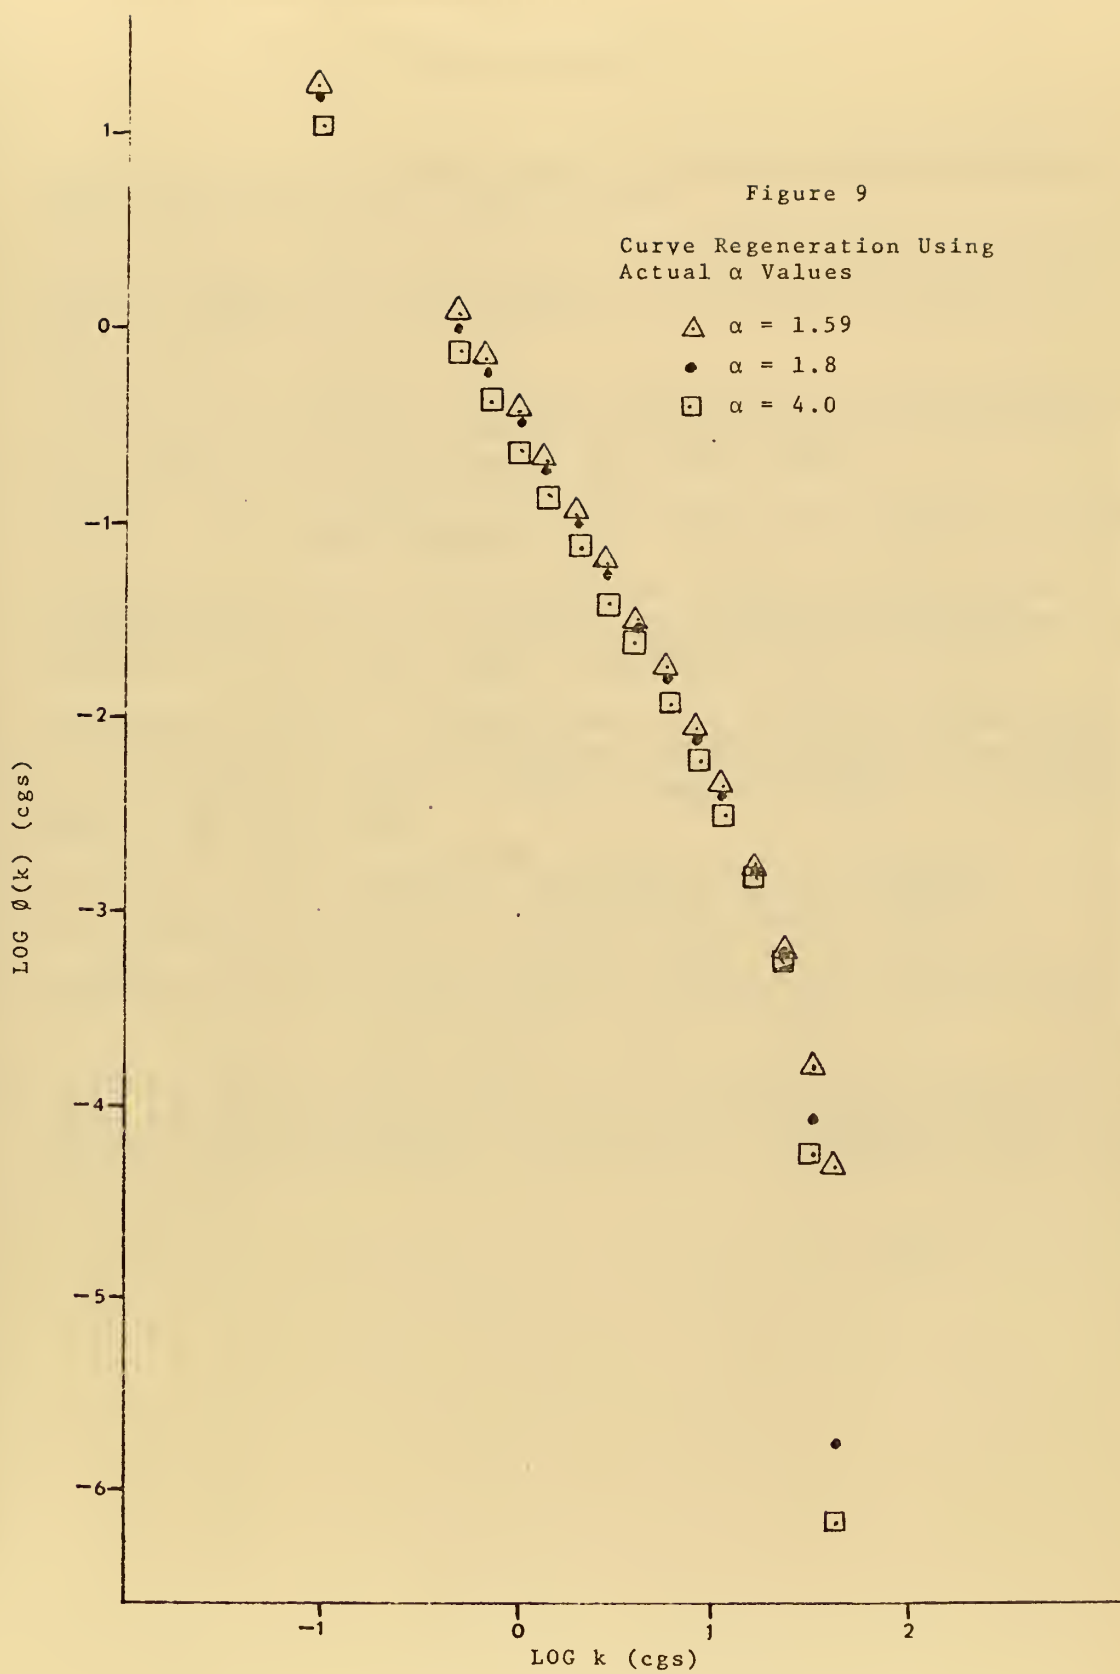 1
Figure 9
Curve Regeneration Using
Actual α Values
0
α = 1.59
α = 1.8
α = 4.0
-1
-2
LOG ø(k) (cgs)
-3
-4
-5
-6
-1 0 1 2
LOG k (cgs)